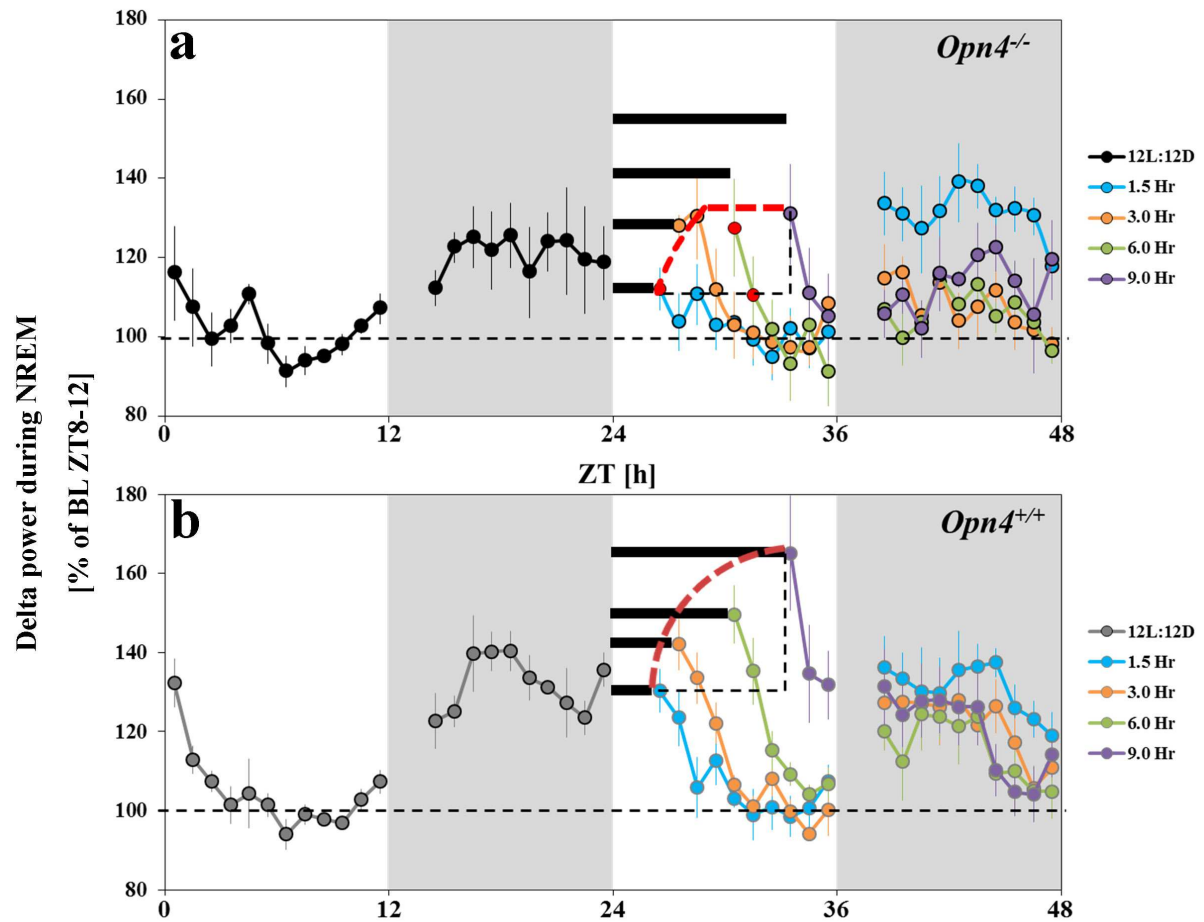 Delta power during NREM
[% of BL ZT8-12]
a
Opn4-/-
180
160
140
120
100
80
0
12
24
36
48
ZT [h]
12L:12D
1.5 Hr
3.0 Hr
6.0 Hr
9.0 Hr
b
Opn4+/+
180
160
140
120
100
80
0
12
24
36
48
12L:12D
1.5 Hr
3.0 Hr
6.0 Hr
9.0 Hr